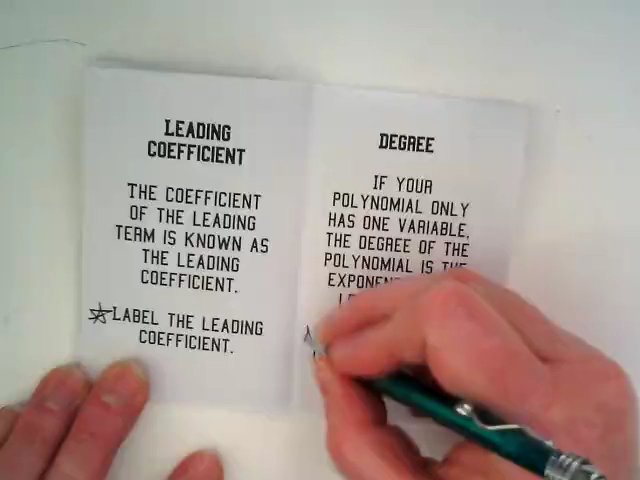 LEADING
COEFFICIENT
THE COEFFICIENT
OF THE LEADING
TERM IS KNOWN AS
THE LEADING
COEFFICIENT.
LABEL THE LEADING
COEFFICIENT.
DEGREE
IF YOUR
POLYNOMIAL ONLY
HAS ONE VARIABLE,
THE DEGREE OF THE
POLYNOMIAL IS THE